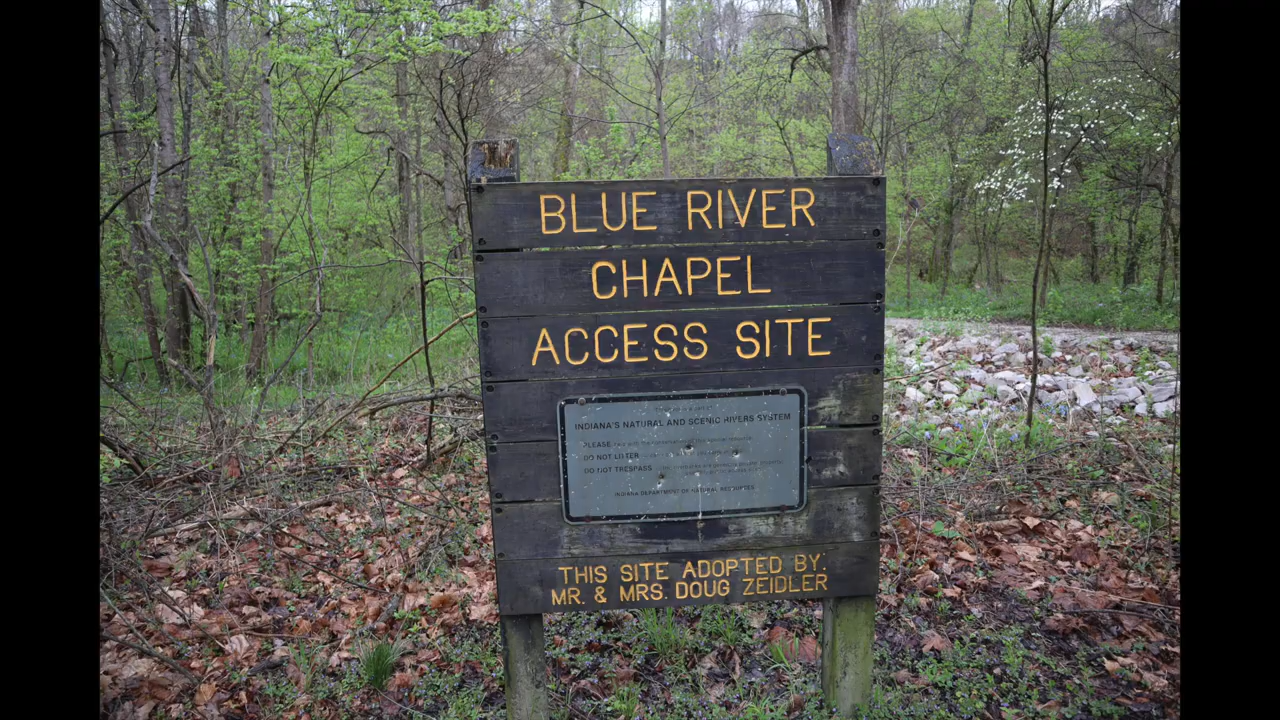 BLUE RIVER
CHAPEL
ACCESS SITE
INDIANA'S NATURAL AND SCENIC RIVERS SYSTEM
PLEASE
DO NOT LITTER
DO NOT TRESPASS
INDIANA DEPARTMENT OF NATURAL RESOURCES
THIS SITE ADOPTED BY:
MR. & MRS. DOUG ZEIDLER